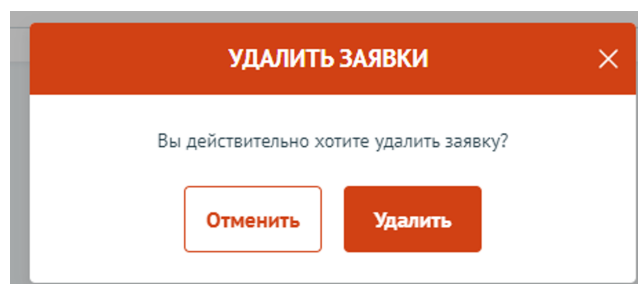 УДАЛИТЬ ЗАЯВКИ
Вы действительно хотите удалить заявку?
Отменить Удалить